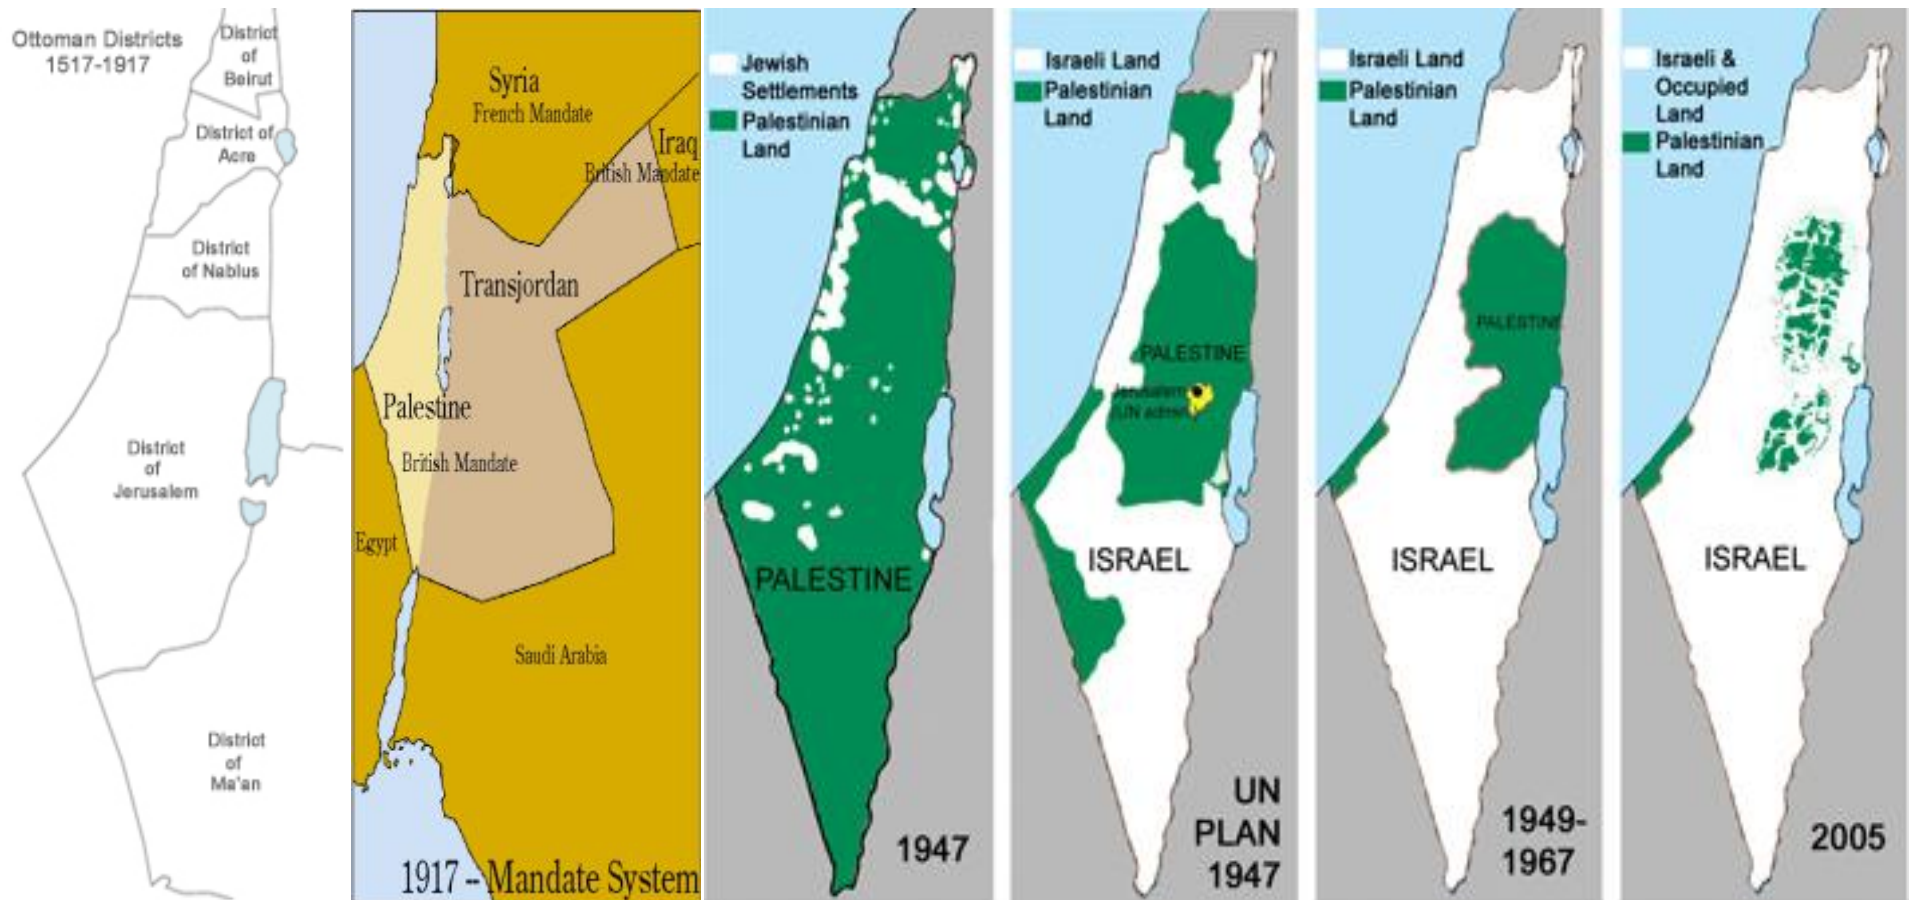 Ottoman Districts
1517-1917
District
of
Beirut
District of
Acre
District
of Nablus
District
of
Jerusalem
District
of
Ma'an
Syria
French Mandate
Iraq
British Mandate
Transjordan
Palestine
British Mandate
Egypt
Saudi Arabia
1917 – Mandate System
Jewish
Settlements
Palestinian
Land
PALESTINE
1947
Israeli Land
Palestinian
Land
PALESTINE
Jerusalem
(UN admin)
ISRAEL
UN
PLAN
1947
Israeli Land
Palestinian
Land
PALESTINE
ISRAEL
1949-
1967
Israeli &
Occupied
Land
Palestinian
Land
ISRAEL
2005